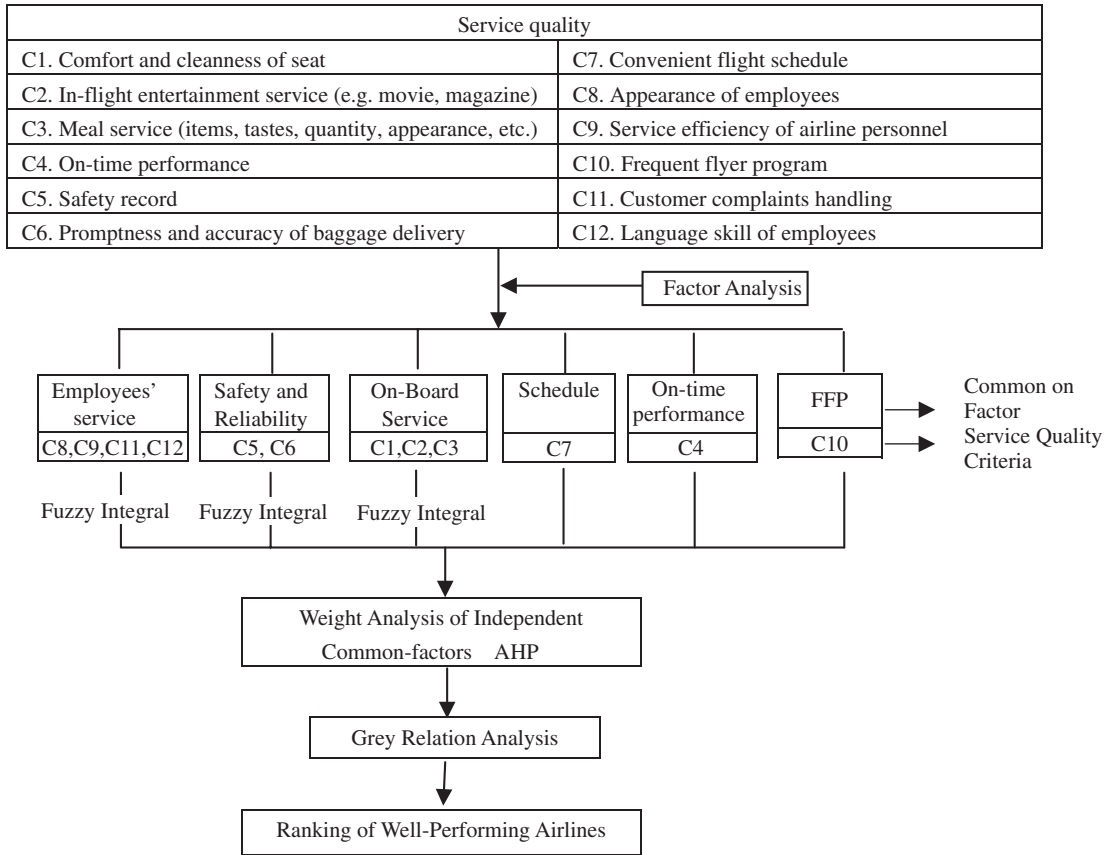 Service quality
C1. Comfort and cleanness of seat
C7. Convenient flight schedule
C2. In-flight entertainment service (e.g. movie, magazine)
C8. Appearance of employees
C3. Meal service (items, tastes, quantity, appearance, etc.)
C9. Service efficiency of airline personnel
C4. On-time performance
C10. Frequent flyer program
C5. Safety record
C11. Customer complaints handling
C6. Promptness and accuracy of baggage delivery
C12. Language skill of employees
Factor Analysis
Employees'
service
C8,C9,C11,C12
Safety and
Reliability
C5, C6
On-Board
Service
C1,C2,C3
Schedule
C7
On-time
performance
C4
FFP
C10
Common on
Factor
Service Quality
Criteria
Fuzzy Integral
Fuzzy Integral
Fuzzy Integral
Weight Analysis of Independent
Common-factors AHP
Grey Relation Analysis
Ranking of Well-Performing Airlines